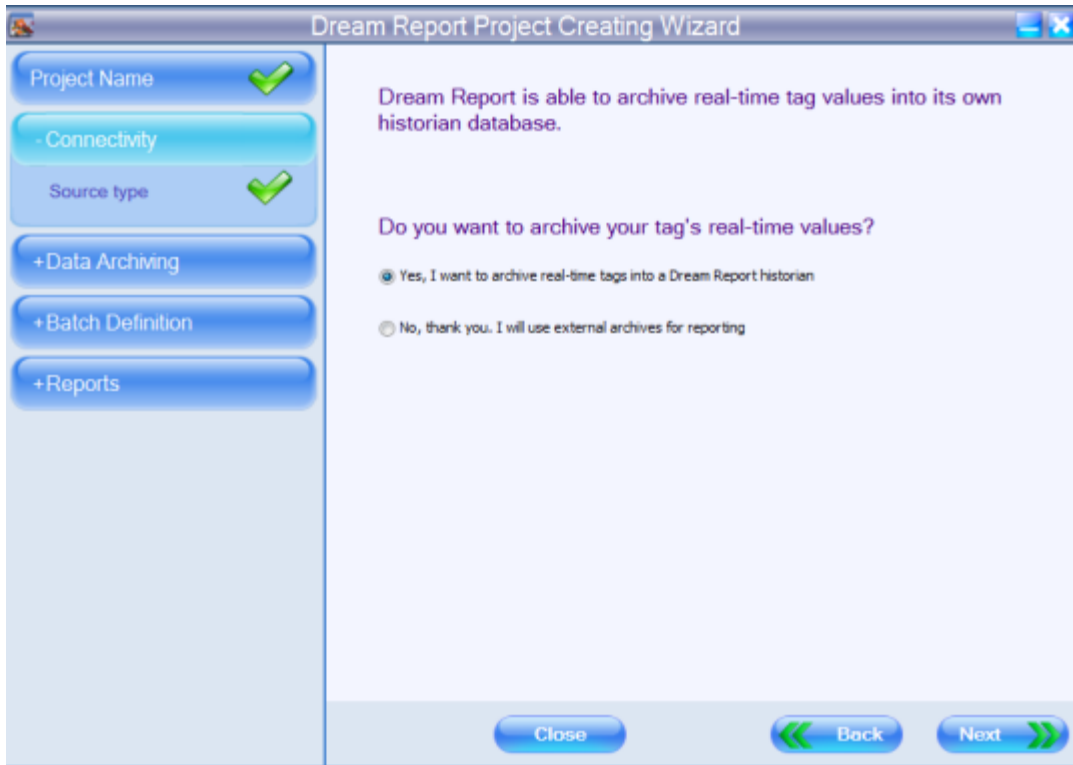 Dream Report Project Creating Wizard
Project Name
- Connectivity
Source type
+Data Archiving
+Batch Definition
+Reports
Dream Report is able to archive real-time tag values into its own
historian database.
Do you want to archive your tag's real-time values?
Yes, I want to archive real-time tags into a Dream Report historian
No, thank you. I will use external archives for reporting
Close
Back
Next